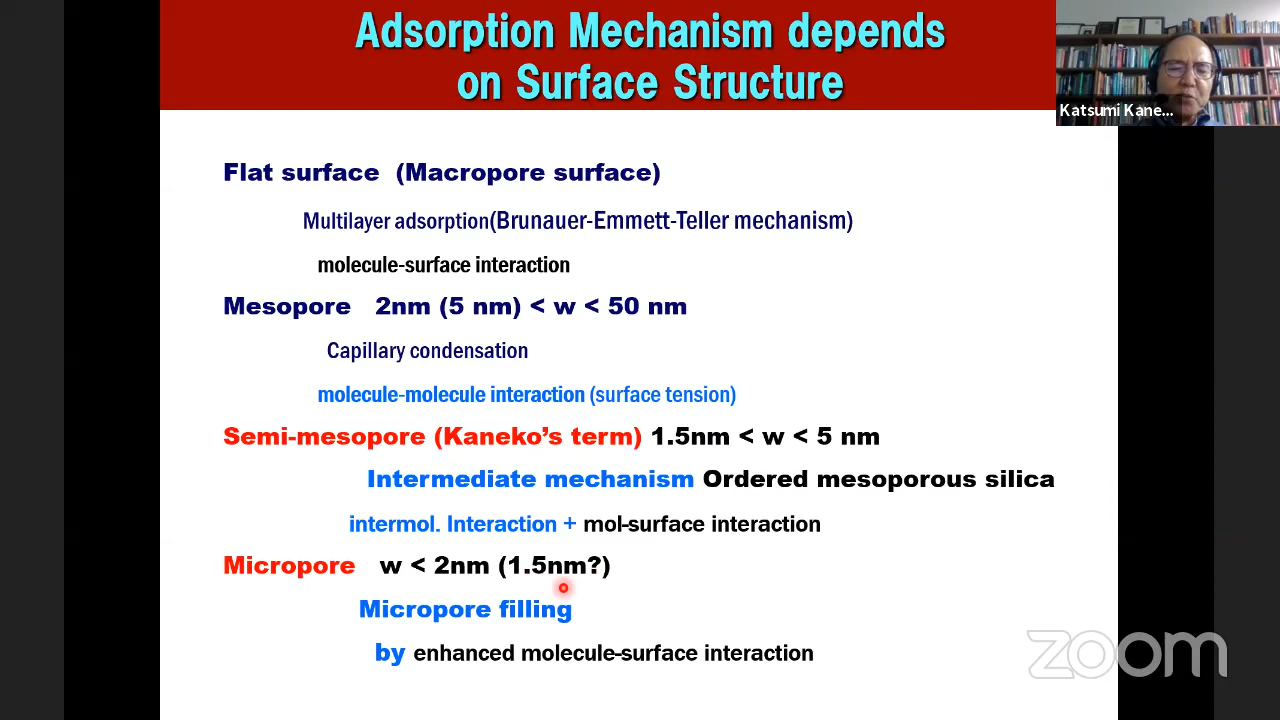 Adsorption Mechanism depends
on Surface Structure
Katsumi Kane...
Flat surface (Macropore surface)
Multilayer adsorption(Brunauer-Emmett-Teller mechanism)
molecule-surface interaction
Mesopore 2nm (5 nm) < w < 50 nm
Capillary condensation
molecule-molecule interaction (surface tension)
Semi-mesopore (Kaneko’s term) 1.5nm < w < 5 nm
Intermediate mechanism Ordered mesoporous silica
intermol. Interaction + mol-surface interaction
Micropore w < 2nm (1.5nm?)
Micropore filling
by enhanced molecule-surface interaction
zoom